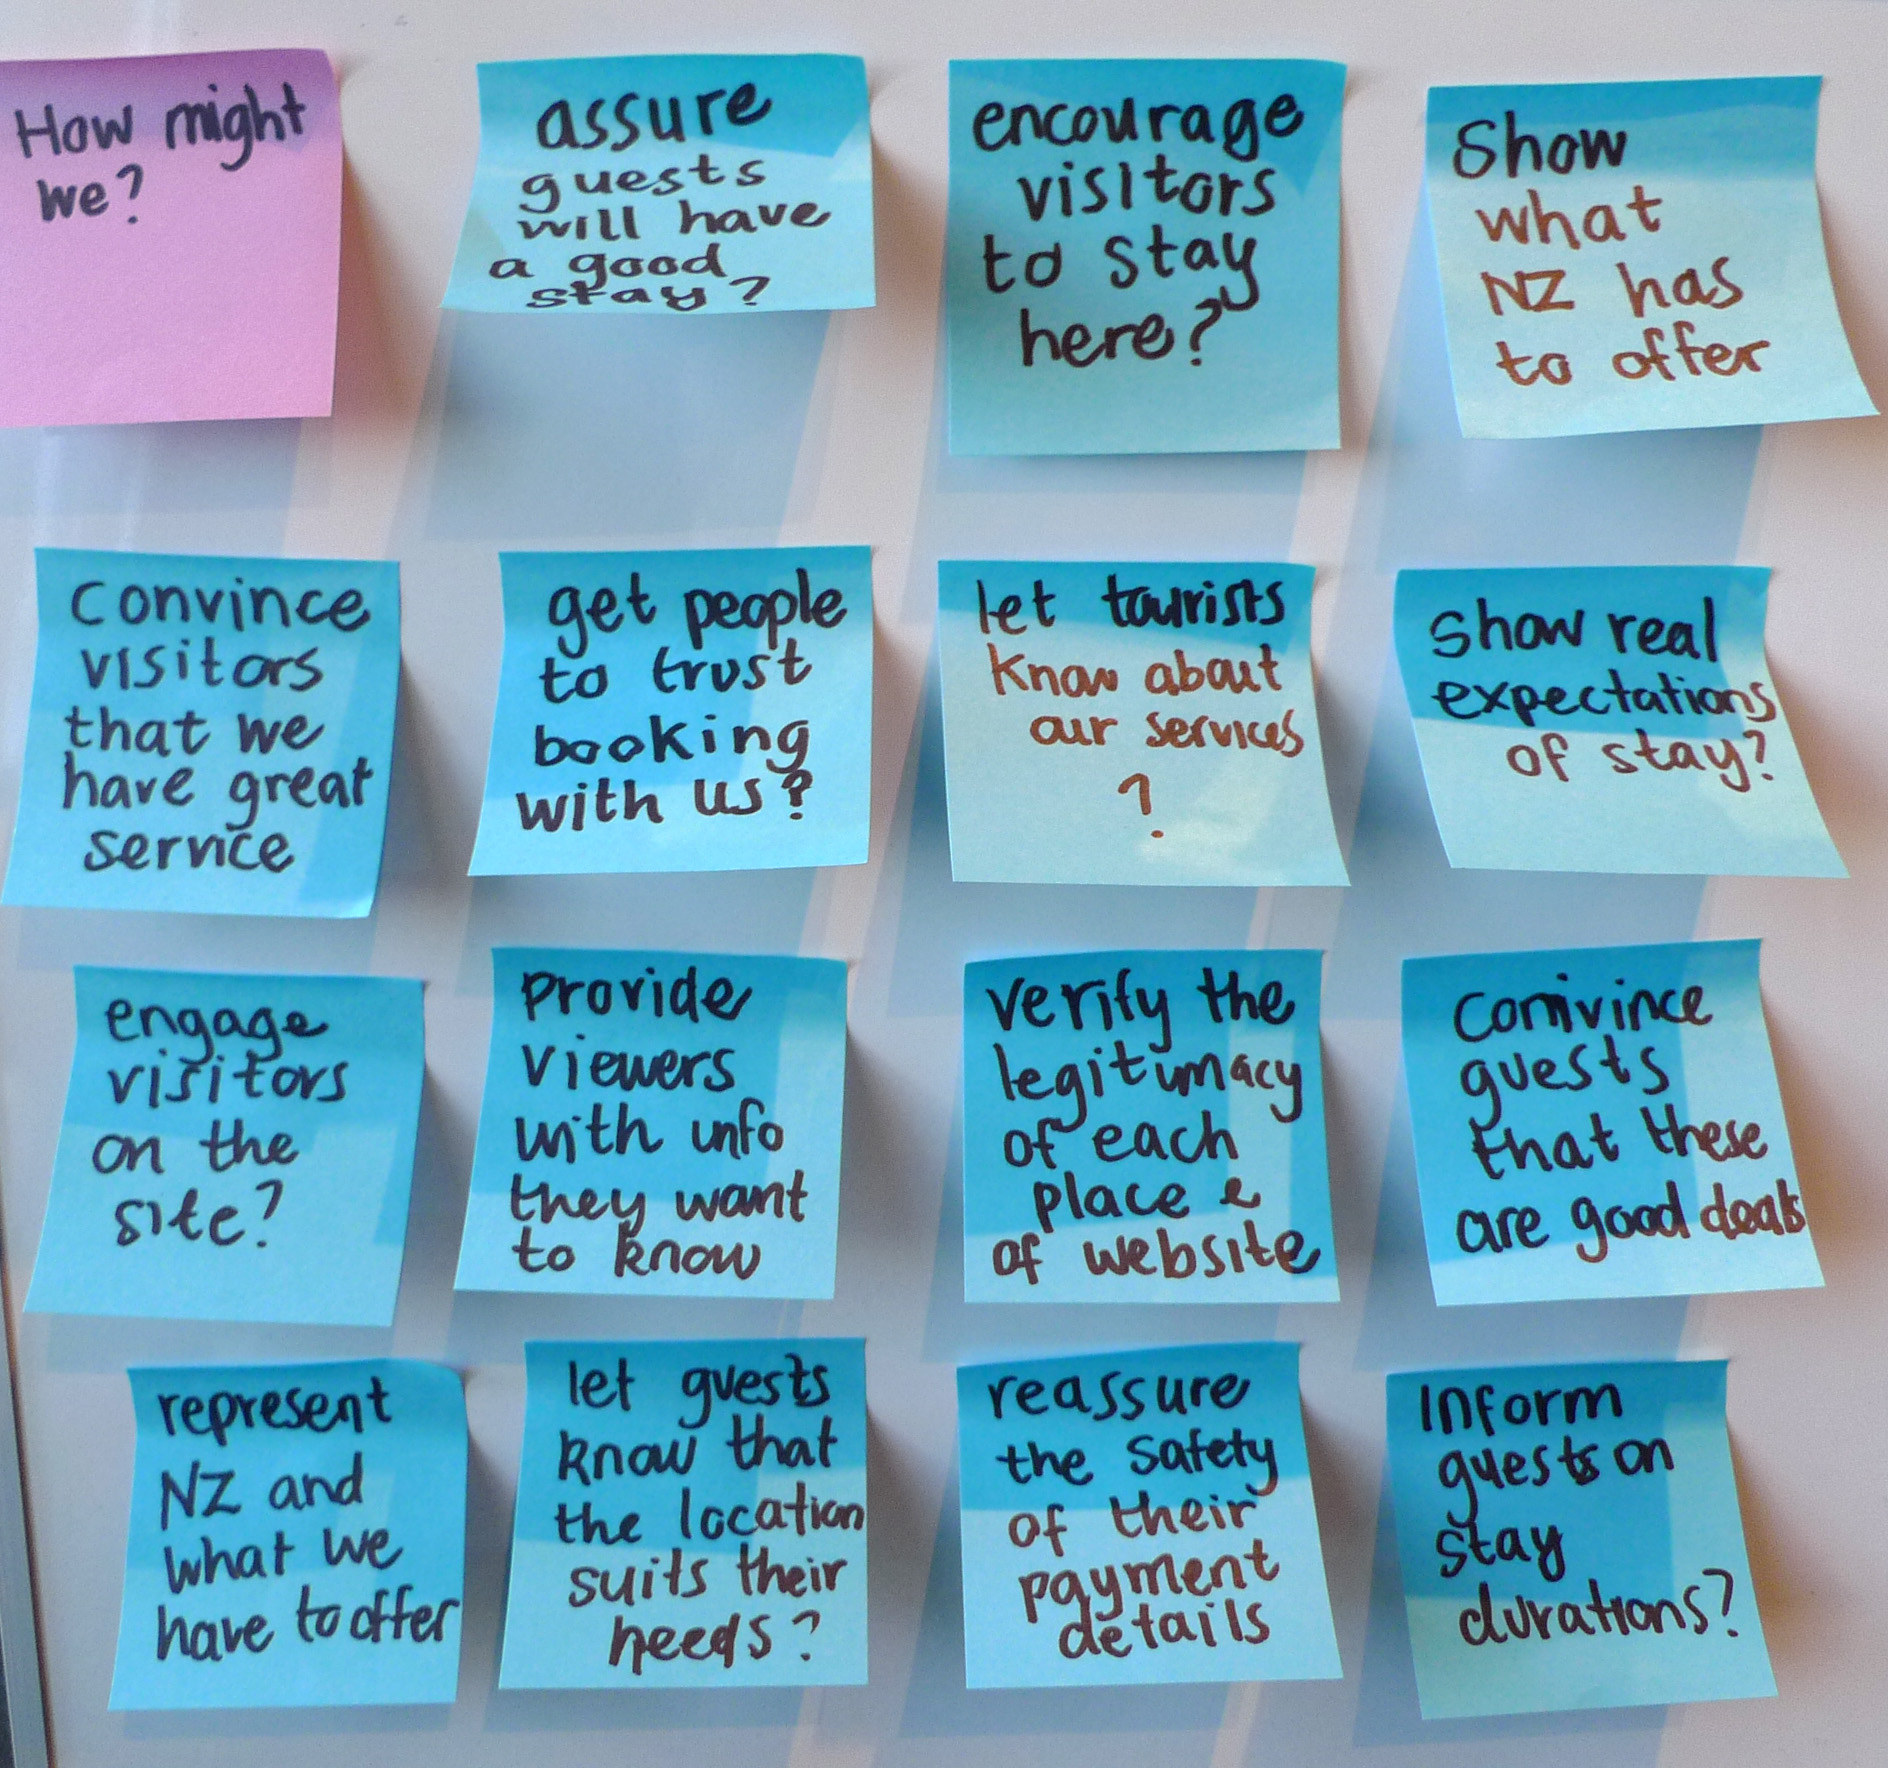 How might
we?
assure
guests
will have
a good
stay?
encourage
visitors
to stay
here?
Show
what
NZ has
to offer
convince
visitors
that we
have great
service
get people
to trust
booking
with us?
let tourists
know about
our services
?
Show real
expectations
of stay?
engage
visitors
on the
site?
provide
viewers
with info
they want
to know
verify the
legitimacy
of each
place &
of website
convince
guests
that these
are good deals
represent
NZ and
what we
have to offer
let guests
know that
the location
suits their
needs?
reassure
the safety
of their
payment
details
Inform
guests on
stay
durations?